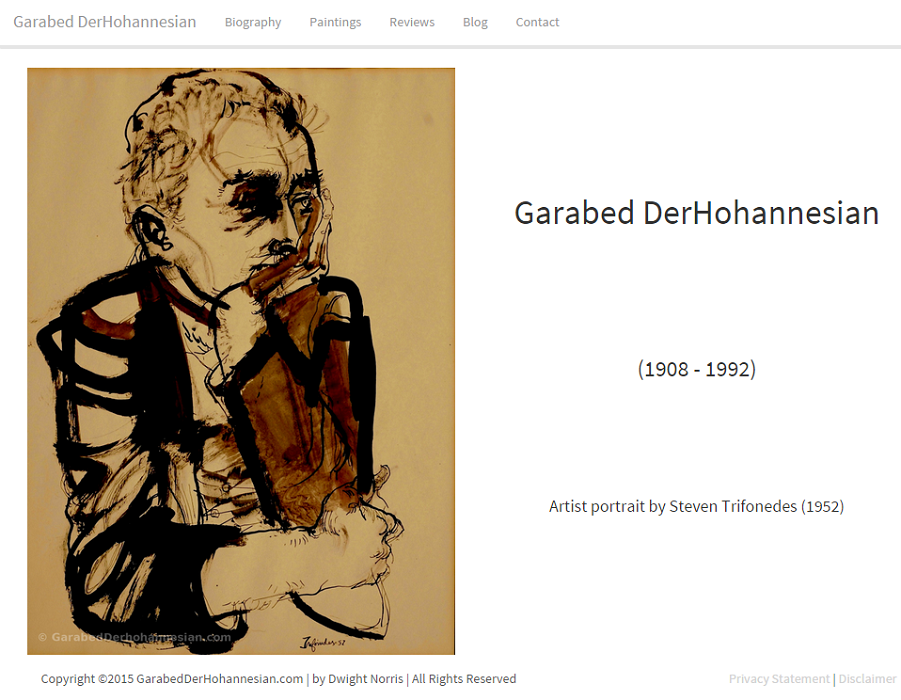 Garabed DerHohannesian Biography Paintings Reviews Blog Contact
Garabed DerHohannesian
(1908 - 1992)
Artist portrait by Steven Trifonedes (1952)
© GarabedDerhohannesian.com
Trifonedes 52
Copyright ©2015 GarabedDerHohannesian.com | by Dwight Norris | All Rights Reserved
Privacy Statement | Disclaimer